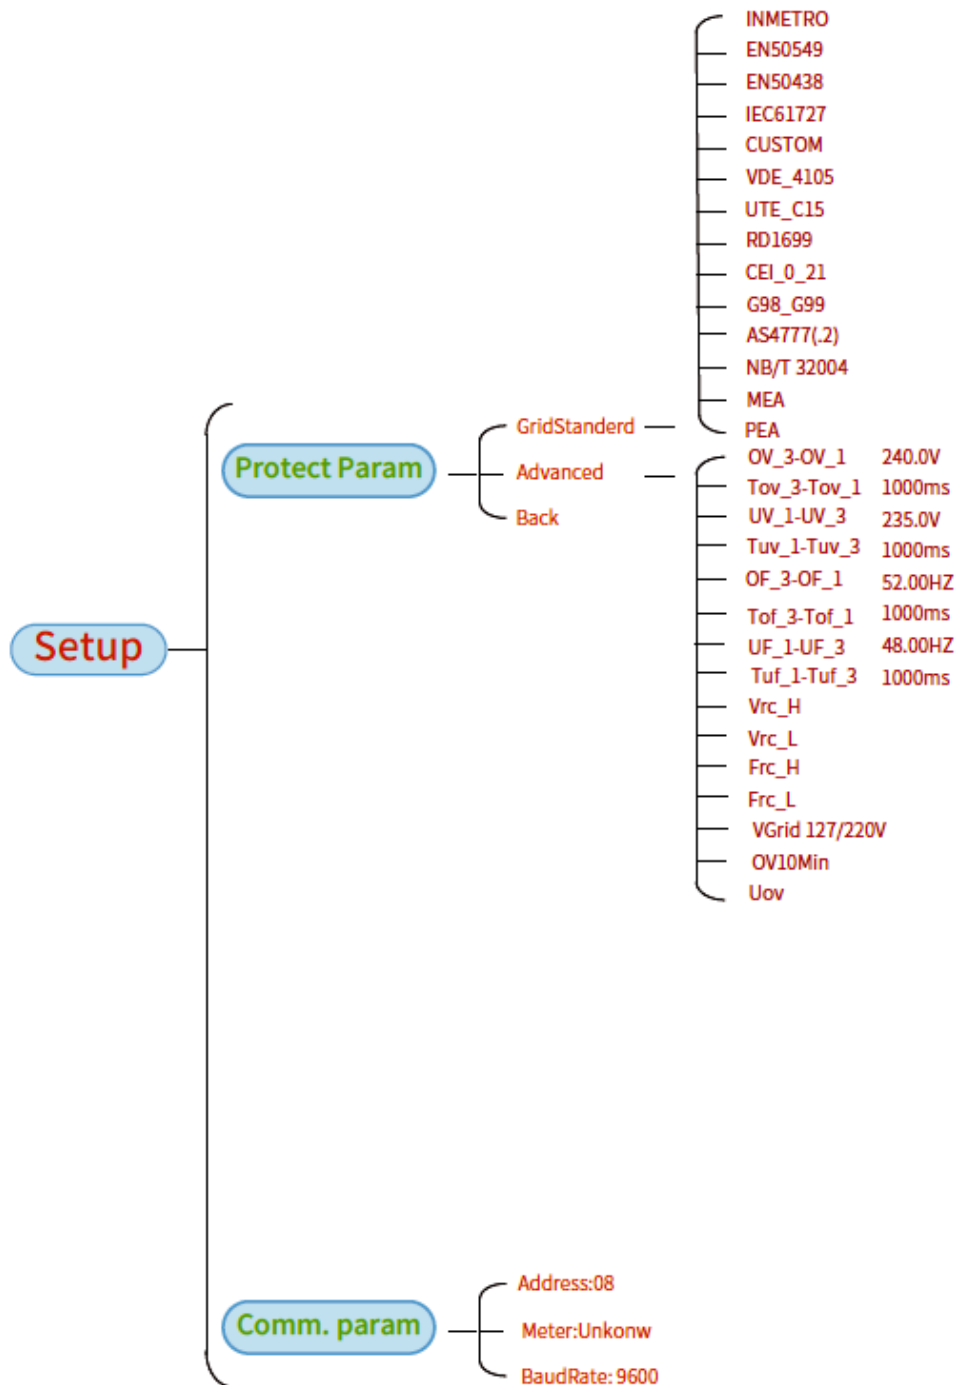 Setup
Protect Param
GridStanderd
INMETRO
EN50549
EN50438
IEC61727
CUSTOM
VDE_4105
UTE_C15
RD1699
CEI_0_21
G98_G99
AS4777(.2)
NB/T 32004
MEA
PEA
Advanced
OV_3-OV_1 240.0V
Tov_3-Tov_1 1000ms
UV_1-UV_3 235.0V
Tuv_1-Tuv_3 1000ms
OF_3-OF_1 52.00HZ
Tof_3-Tof_1 1000ms
UF_1-UF_3 48.00HZ
Tuf_1-Tuf_3 1000ms
Vrc_H
Vrc_L
Frc_H
Frc_L
VGrid 127/220V
OV10Min
Uov
Back
Comm. param
Address:08
Meter:Unkonw
BaudRate: 9600